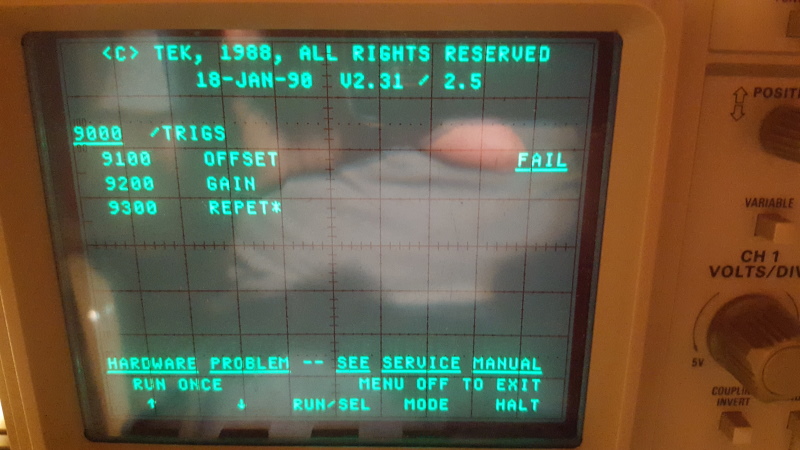 <C> TEK, 1988, ALL RIGHTS RESERVED
18-JAN-90 V2.31 / 2.5
9000 /TRIGS
9100 OFFSET FAIL
9200 GAIN
9300 REPET*
HARDWARE PROBLEM -- SEE SERVICE MANUAL
RUN ONCE MENU OFF TO EXIT
↑ ↓ RUN/SEL MODE HALT
VARIABLE
CH 1
VOLTS/DIV
5V
INVERT